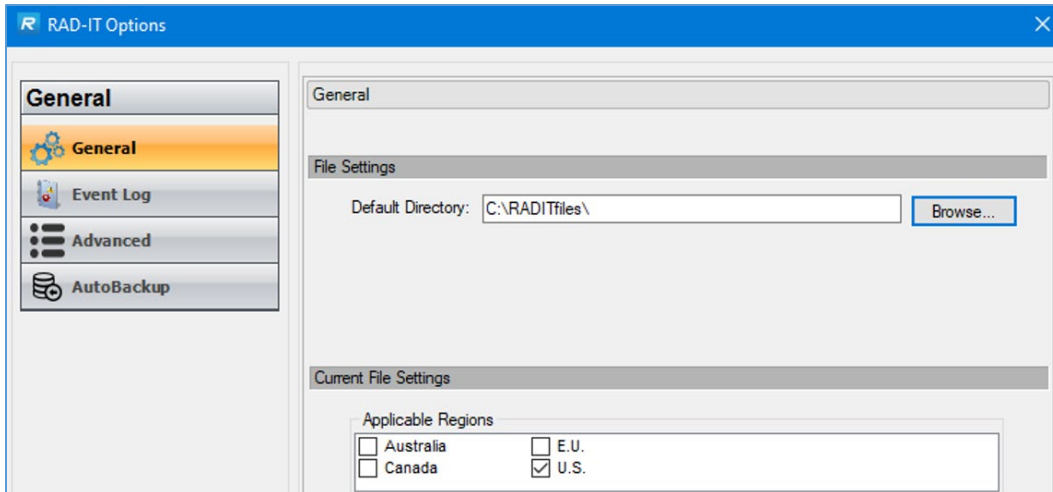 RAD-IT Options
General
General
Event Log
Advanced
AutoBackup
General
File Settings
Default Directory: C:\RADITfiles\ Browse...
Current File Settings
Applicable Regions
Australia E.U.
Canada U.S.